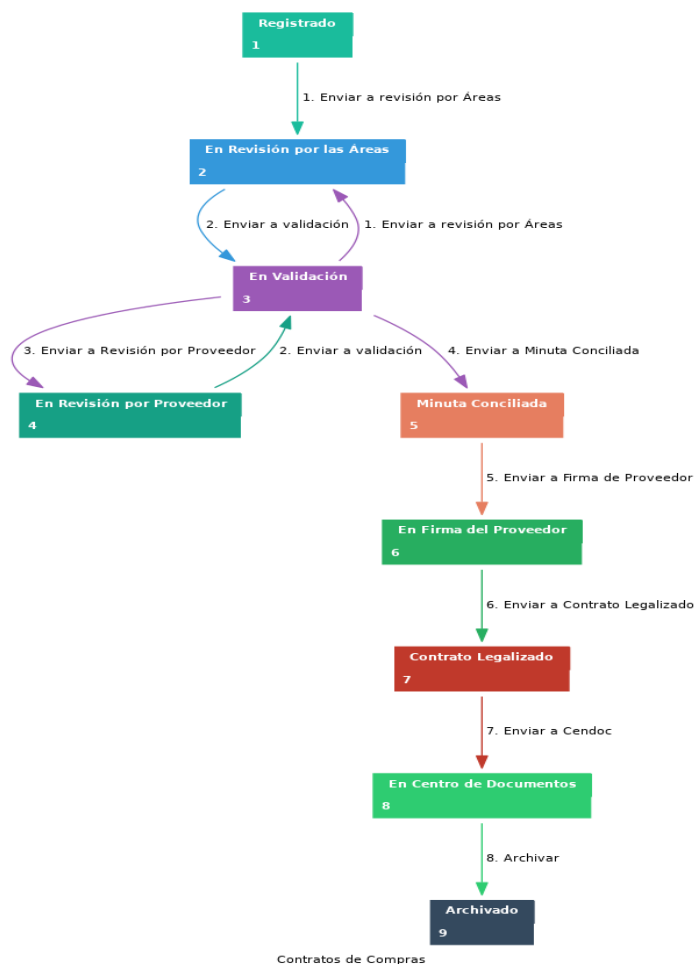 Registrado
1
1. Enviar a revisión por Áreas
En Revisión por las Áreas
2
2. Enviar a validación
1. Enviar a revisión por Áreas
En Validación
3
3. Enviar a Revisión por Proveedor
2. Enviar a validación
4. Enviar a Minuta Conciliada
En Revisión por Proveedor
4
Minuta Conciliada
5
5. Enviar a Firma de Proveedor
En Firma del Proveedor
6
6. Enviar a Contrato Legalizado
Contrato Legalizado
7
7. Enviar a Cendoc
En Centro de Documentos
8
8. Archivar
Archivado
9
Contratos de Compras